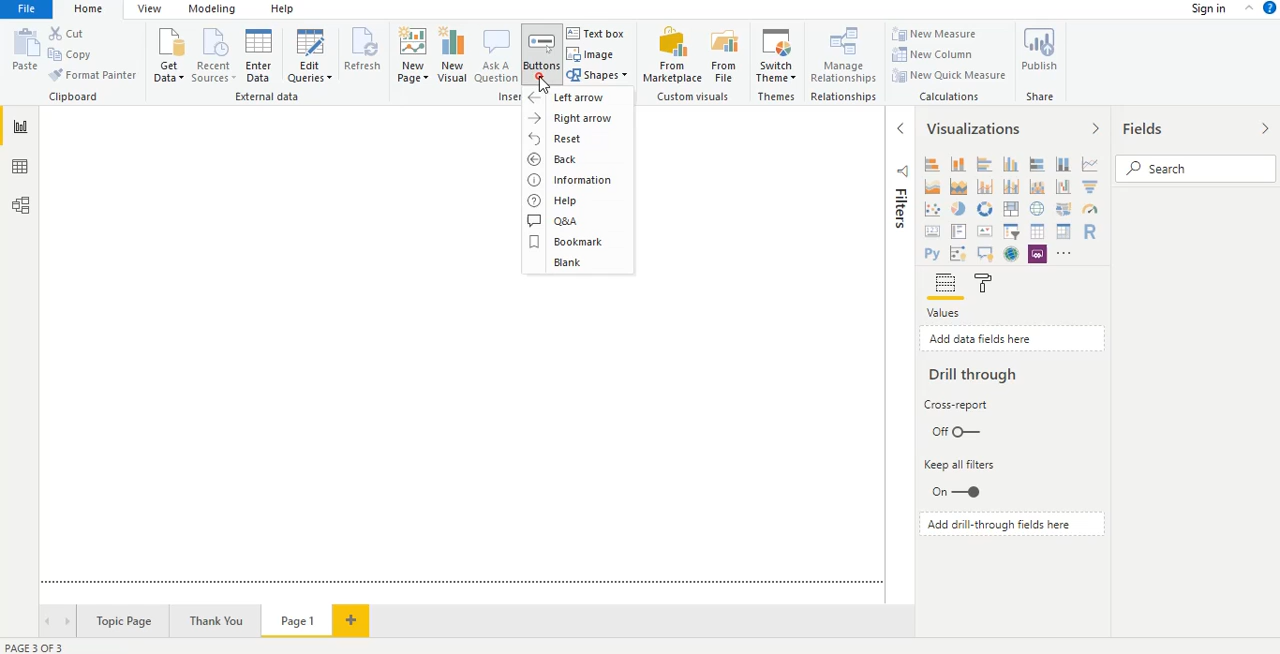 File Home View Modeling Help Sign in ?
Paste
Cut
Copy
Format Painter
Clipboard
Get Data
Recent Sources
Enter Data
Edit Queries
Refresh
External data
New Page
New Visual
Ask A Question
Buttons
Text box
Image
Shapes
Inser
From Marketplace
From File
Custom visuals
Switch Theme
Themes
Manage Relationships
Relationships
New Measure
New Column
New Quick Measure
Calculations
Publish
Share
Left arrow
Right arrow
Reset
Back
Information
Help
Q&A
Bookmark
Blank
Filters
Visualizations
R
Py
Values
Add data fields here
Drill through
Cross-report
Off
Keep all filters
On
Add drill-through fields here
Fields
Search
Topic Page Thank You Page 1 +
PAGE 3 OF 3